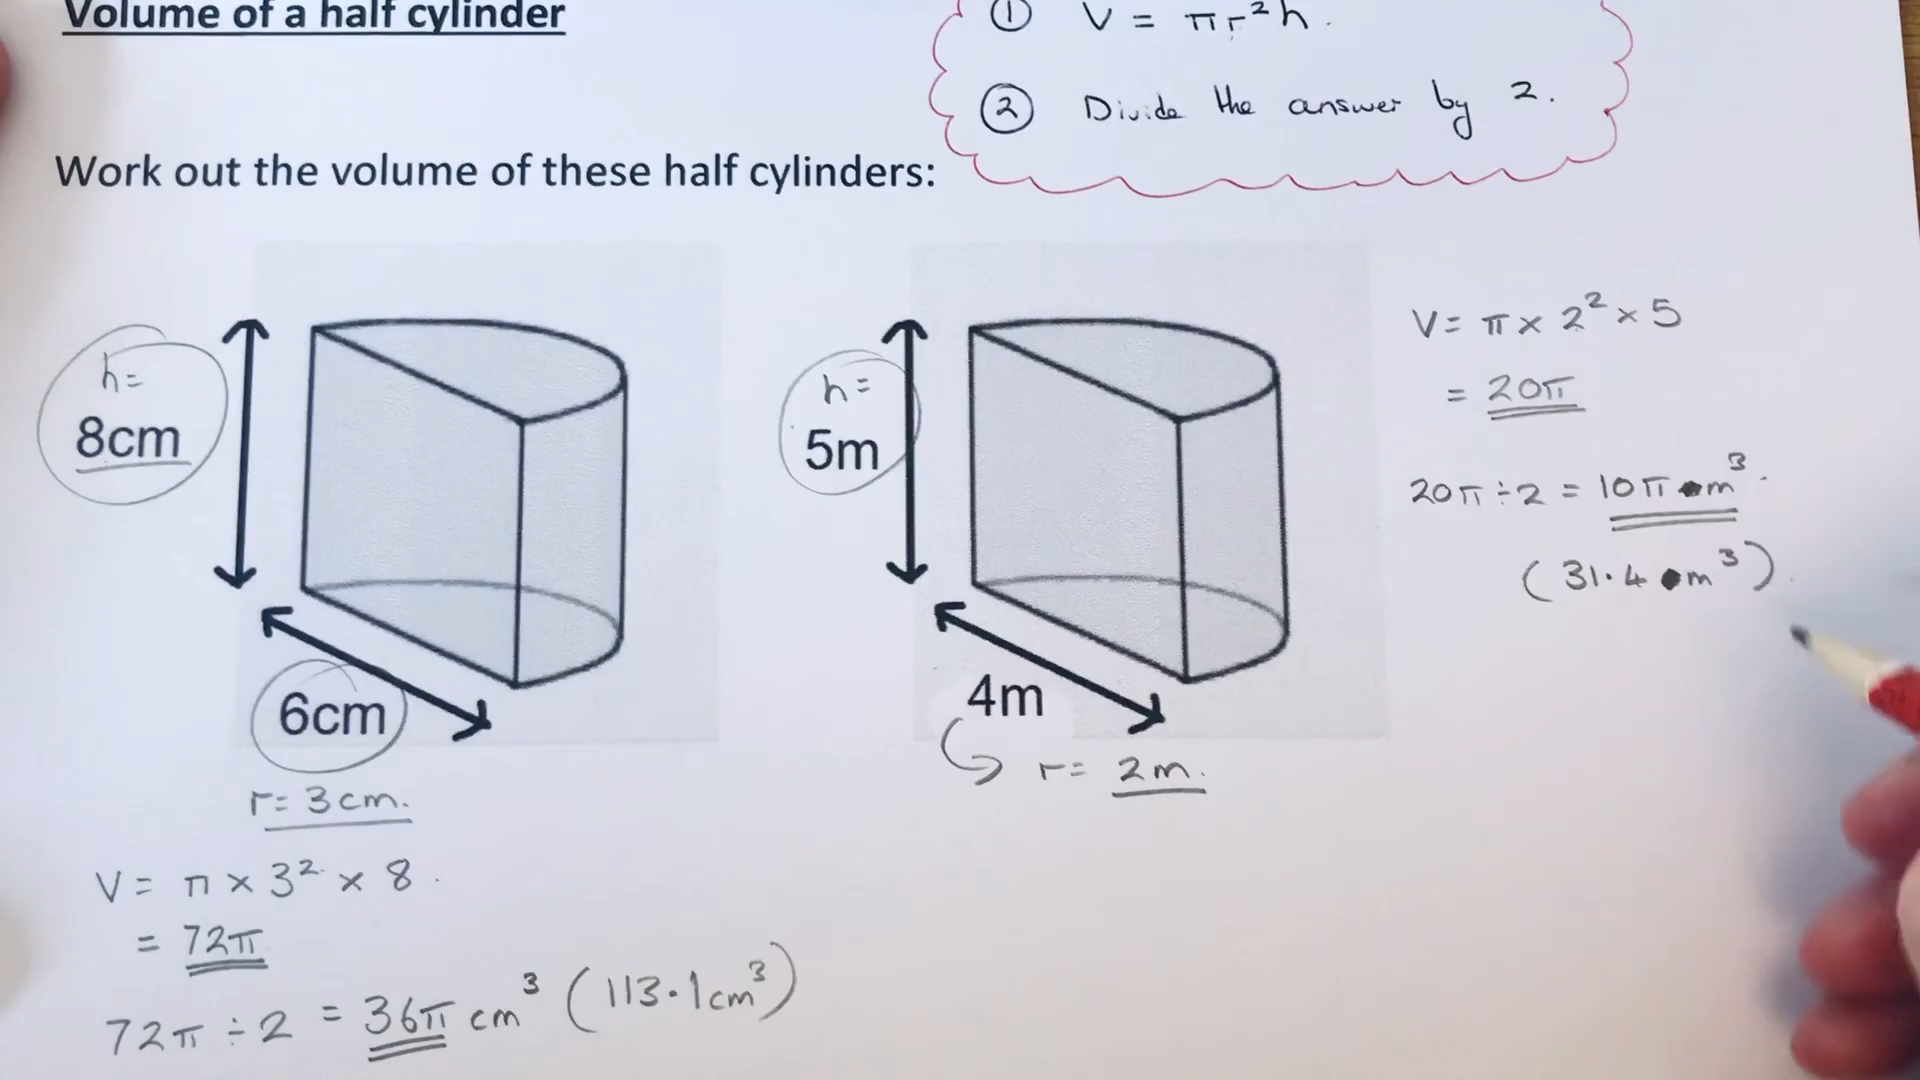 Volume of a half cylinder
① V = πr²h.
② Divide the answer by 2.
Work out the volume of these half cylinders:
h=
8cm
6cm
r= 3cm.
V= π × 3² × 8.
= 72π
72π ÷ 2 = 36π cm³ (113.1cm³)
h=
5m
4m
r= 2m.
V= π × 2² × 5
= 20π
20π ÷ 2 = 10π m³.
(31.4 m³).